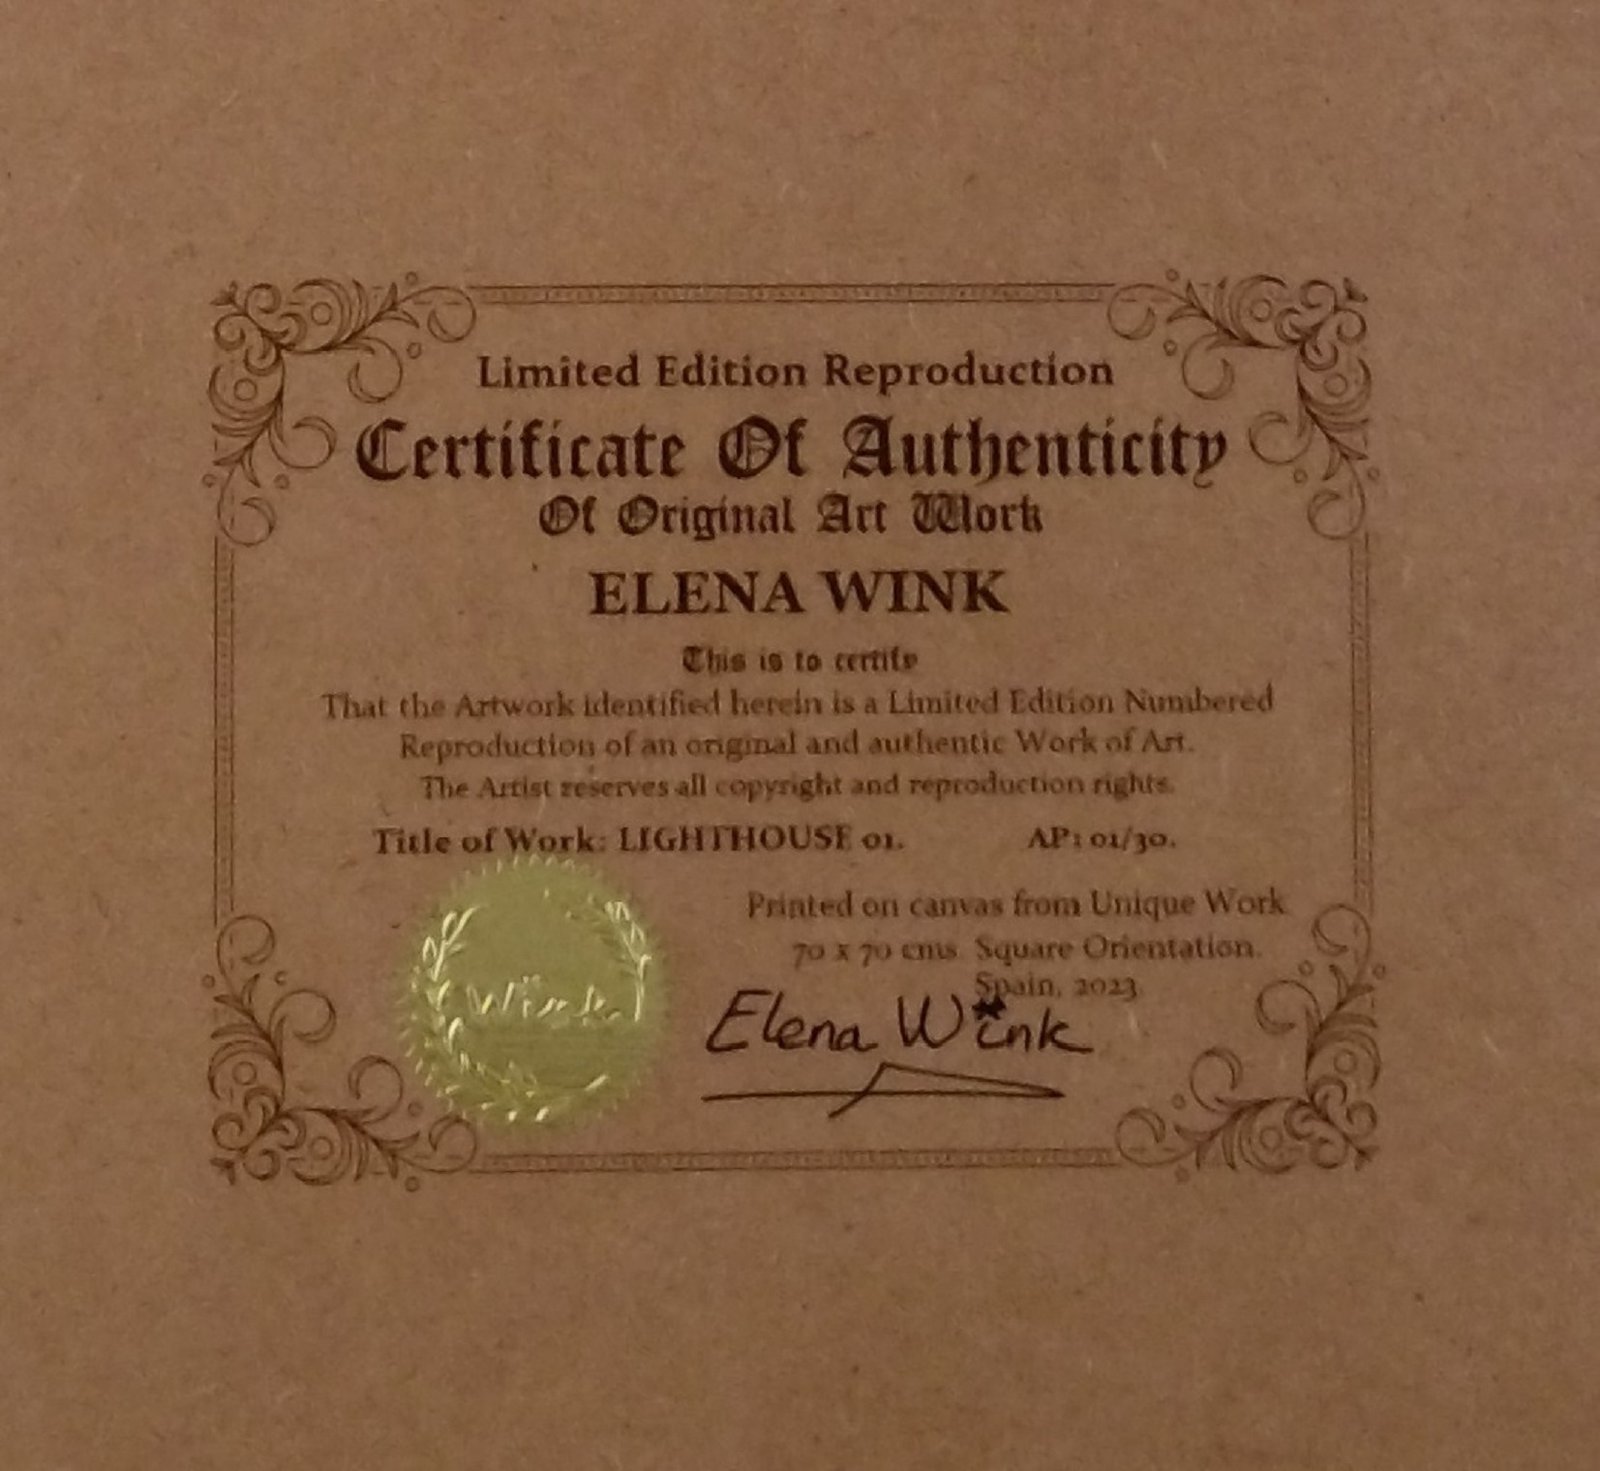 Limited Edition Reproduction
Certificate Of Authenticity
Of Original Art Work
ELENA WINK
This is to certify
That the Artwork identified herein is a Limited Edition Numbered
Reproduction of an original and authentic Work of Art.
The Artist reserves all copyright and reproduction rights.
Title of Work: LIGHTHOUSE 01. AP: 01/30.
Printed on canvas from Unique Work
70 x 70 cms Square Orientation.
Spain, 2023
Wink
Elena Wink